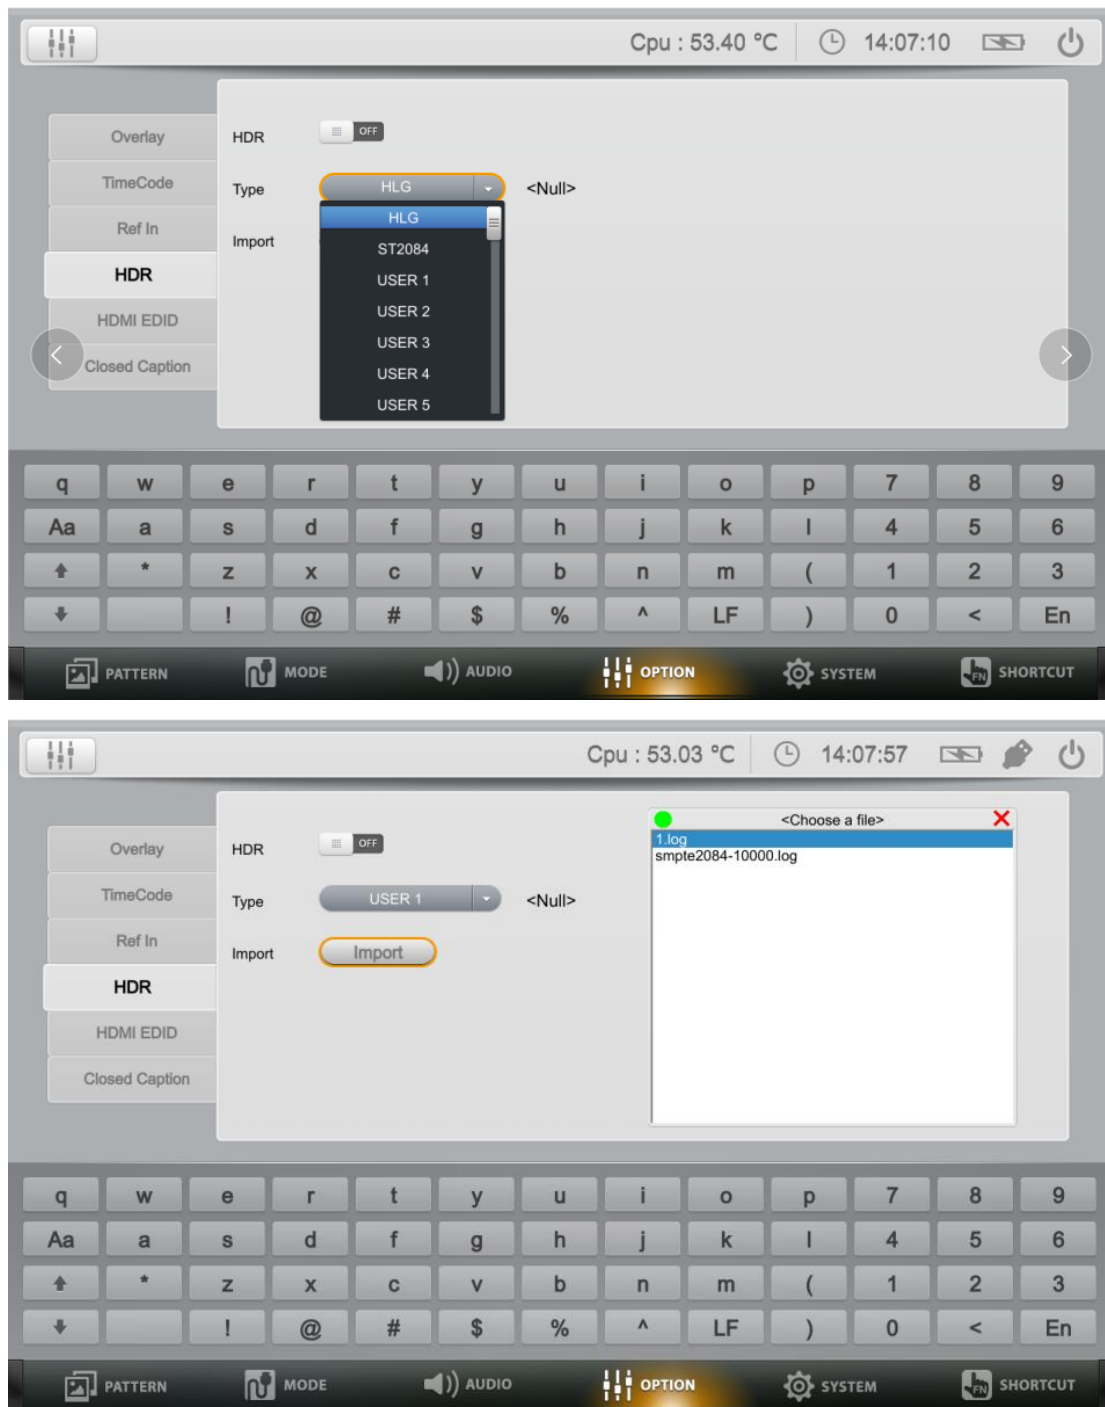 Cpu : 53.40 °C 14:07:10
Overlay
TimeCode
Ref In
HDR
HDMI EDID
Closed Caption
HDR OFF
Type HLG <Null>
Import
HLG
ST2084
USER 1
USER 2
USER 3
USER 4
USER 5
q w e r t y u i o p 7 8 9
Aa a s d f g h j k l 4 5 6
* z x c v b n m ( 1 2 3
! @ # $ % ^ LF ) 0 < En
PATTERN MODE AUDIO OPTION SYSTEM FN SHORTCUT
Cpu : 53.03 °C 14:07:57
Overlay
TimeCode
Ref In
HDR
HDMI EDID
Closed Caption
HDR OFF
Type USER 1 <Null>
Import Import
<Choose a file>
1.log
smpte2084-10000.log
q w e r t y u i o p 7 8 9
Aa a s d f g h j k l 4 5 6
* z x c v b n m ( 1 2 3
! @ # $ % ^ LF ) 0 < En
PATTERN MODE AUDIO OPTION SYSTEM FN SHORTCUT